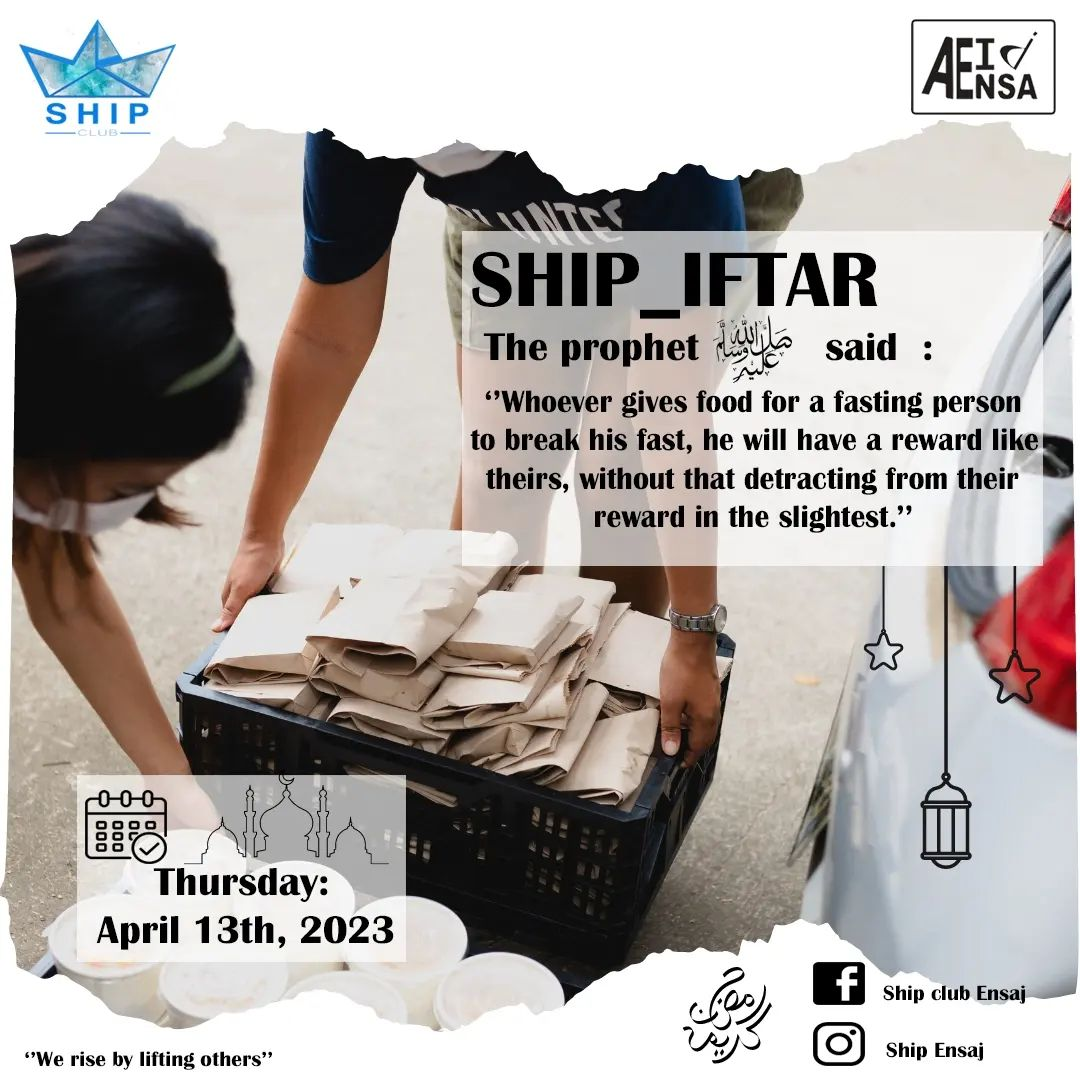 SHIP
CLUB
AEI
ENSAJ
VOLUNTEER
SHIP_IFTAR
The prophet ﷺ said :
‘’Whoever gives food for a fasting person
to break his fast, he will have a reward like
theirs, without that detracting from their
reward in the slightest.’’
Thursday:
April 13th, 2023
رمضان كريم
Ship club Ensaj
Ship Ensaj
‘’We rise by lifting others’’